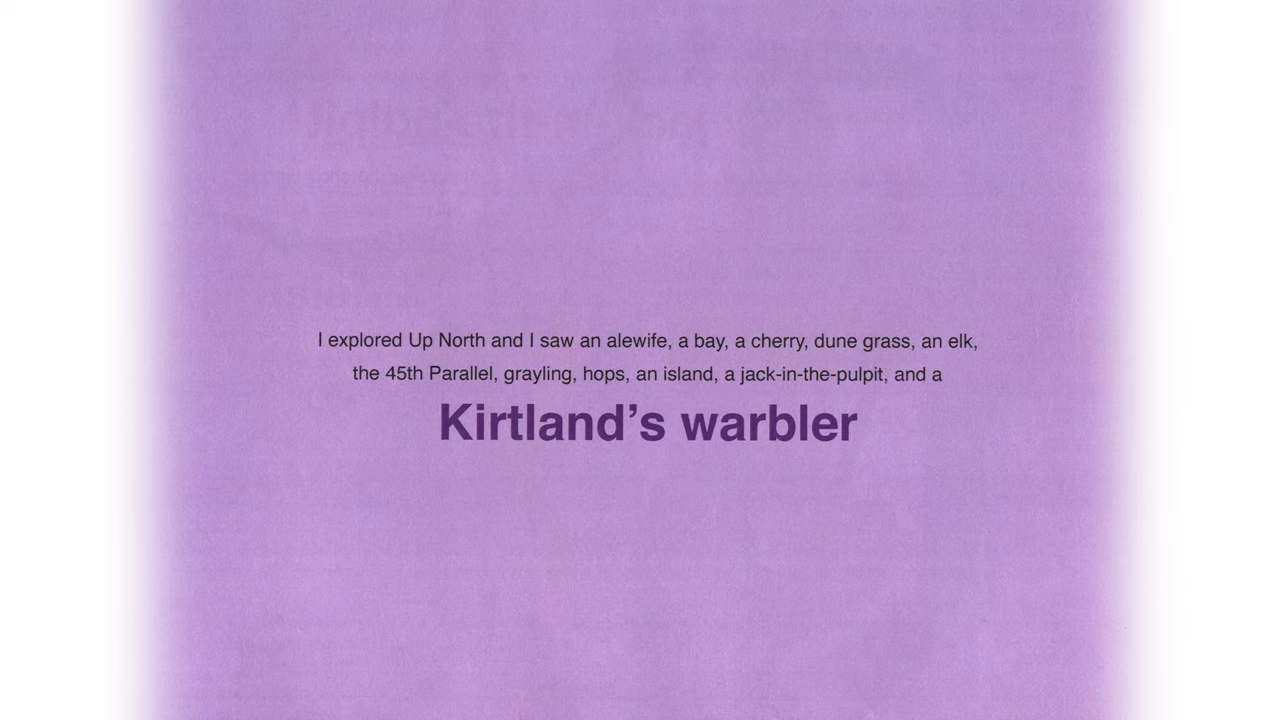 I explored Up North and I saw an alewife, a bay, a cherry, dune grass, an elk,
the 45th Parallel, grayling, hops, an island, a jack-in-the-pulpit, and a
Kirtland’s warbler